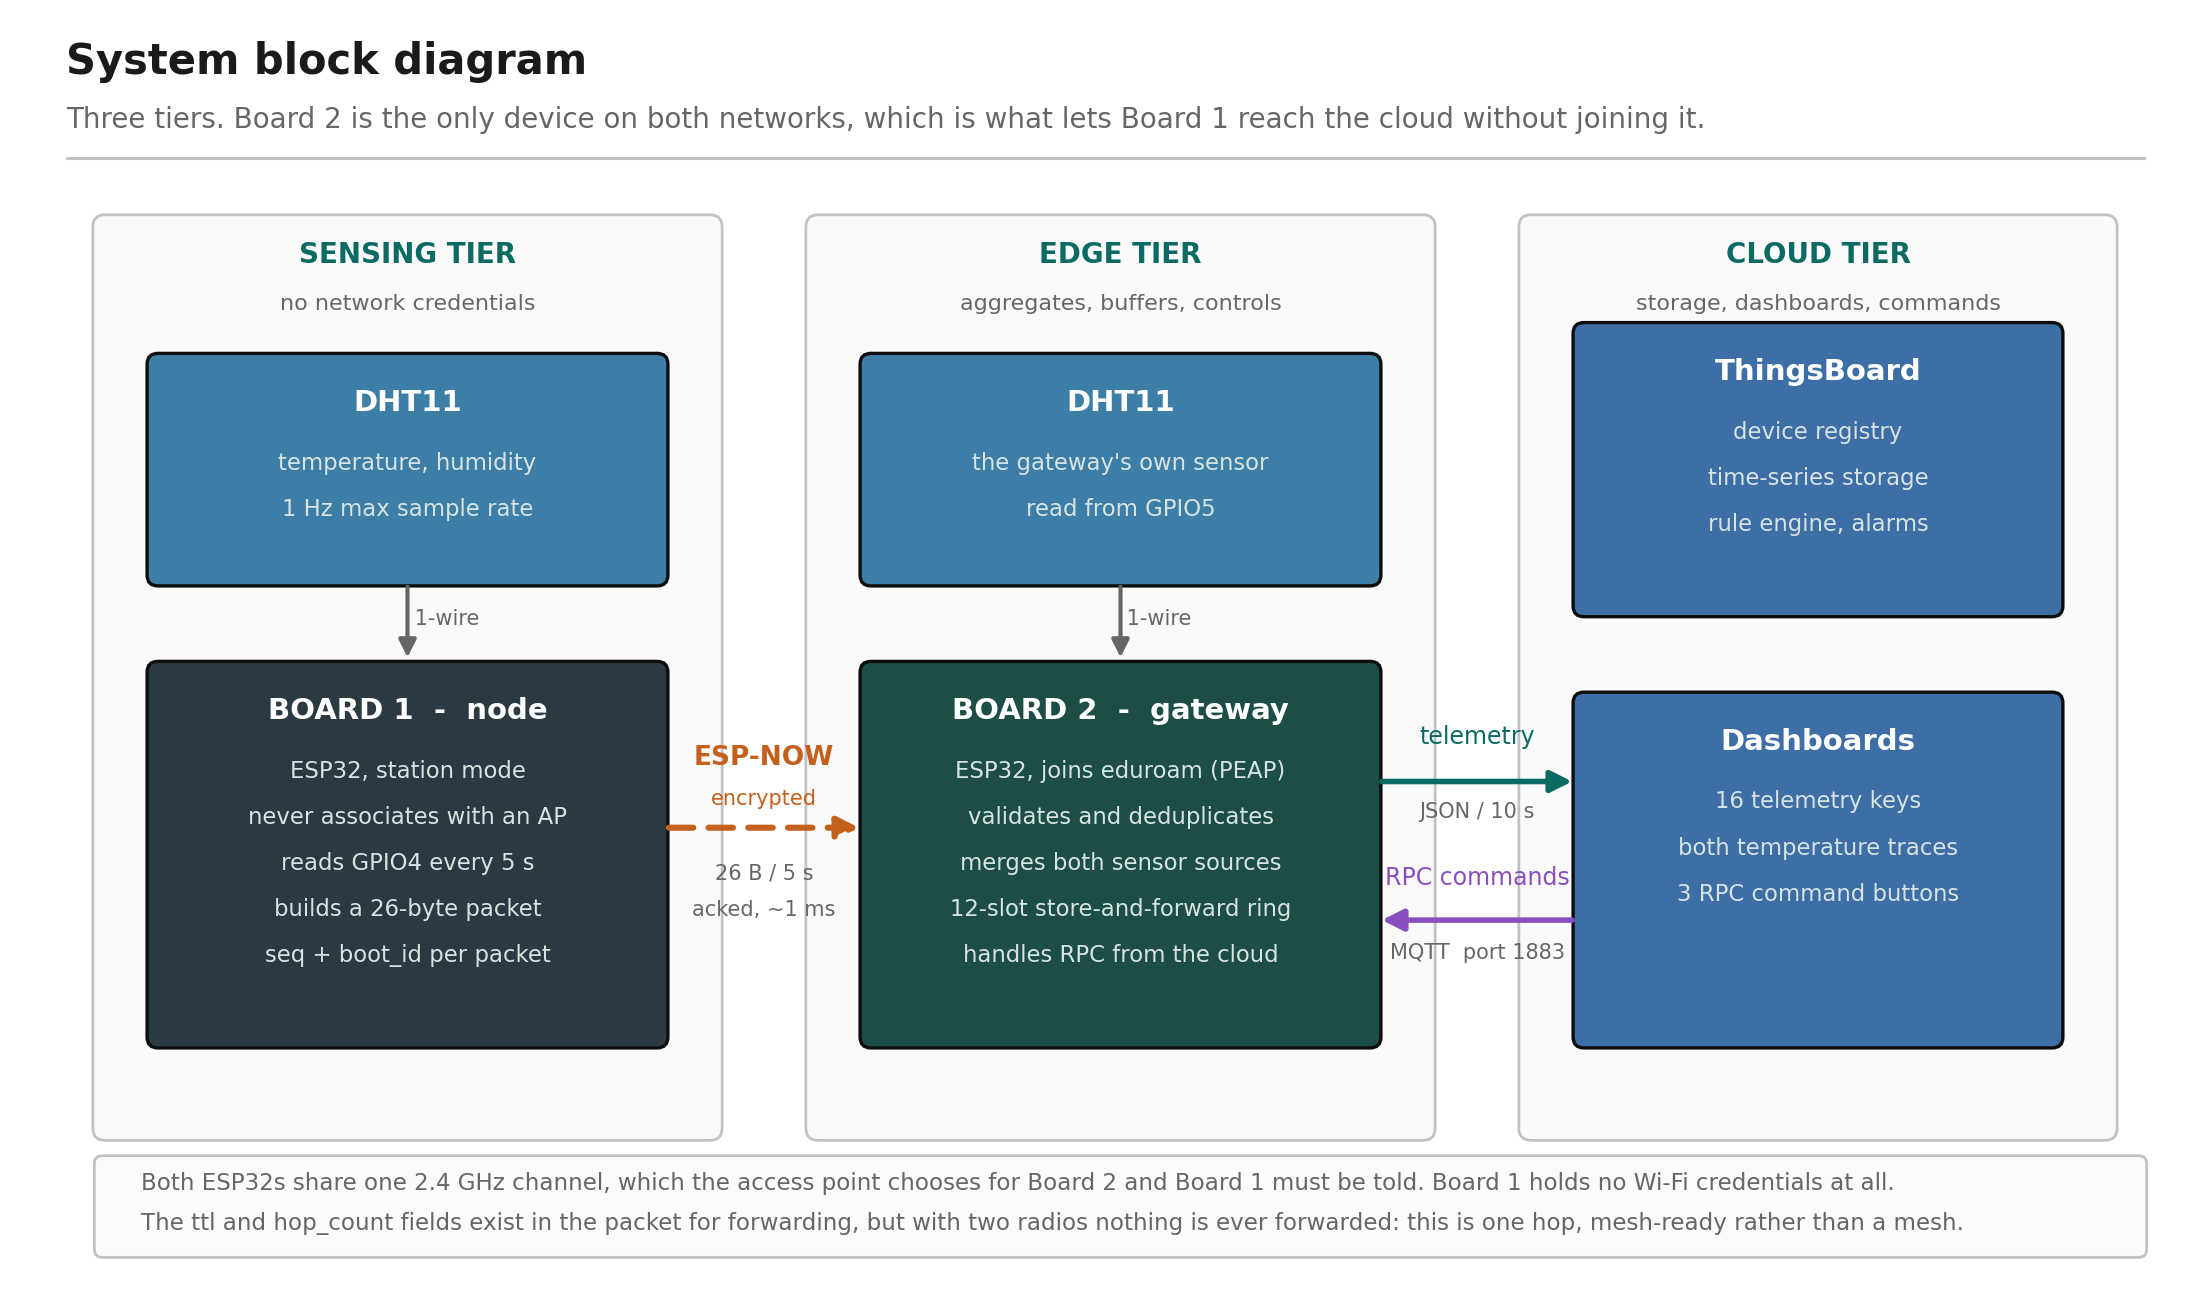 System block diagram
Three tiers. Board 2 is the only device on both networks, which is what lets Board 1 reach the cloud without joining it.
SENSING TIER
no network credentials
DHT11
temperature, humidity
1 Hz max sample rate
1-wire
BOARD 1 - node
ESP32, station mode
never associates with an AP
reads GPIO4 every 5 s
builds a 26-byte packet
seq + boot_id per packet
ESP-NOW
encrypted
26 B / 5 s
acked, ~1 ms
EDGE TIER
aggregates, buffers, controls
DHT11
the gateway's own sensor
read from GPIO5
1-wire
BOARD 2 - gateway
ESP32, joins eduroam (PEAP)
validates and deduplicates
merges both sensor sources
12-slot store-and-forward ring
handles RPC from the cloud
telemetry
JSON / 10 s
RPC commands
MQTT port 1883
CLOUD TIER
storage, dashboards, commands
ThingsBoard
device registry
time-series storage
rule engine, alarms
Dashboards
16 telemetry keys
both temperature traces
3 RPC command buttons
Both ESP32s share one 2.4 GHz channel, which the access point chooses for Board 2 and Board 1 must be told. Board 1 holds no Wi-Fi credentials at all.
The ttl and hop_count fields exist in the packet for forwarding, but with two radios nothing is ever forwarded: this is one hop, mesh-ready rather than a mesh.